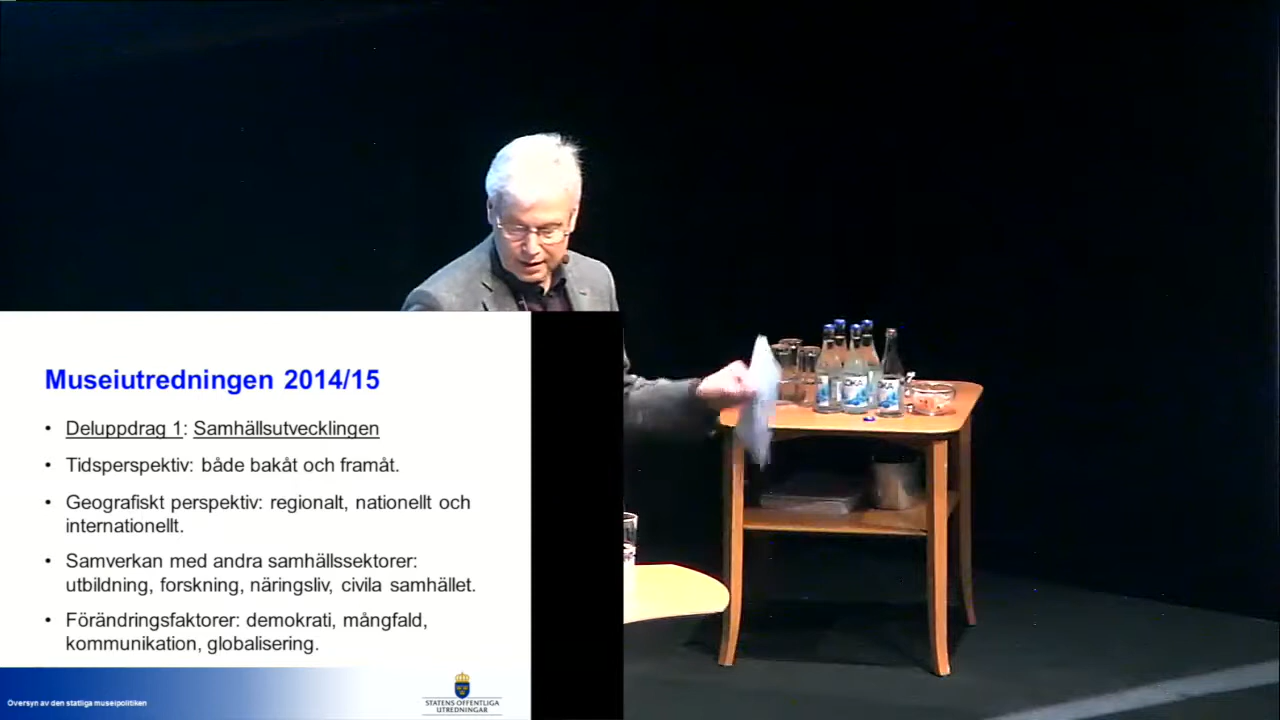 Museiutredningen 2014/15
• Deluppdrag 1: Samhällsutvecklingen
• Tidsperspektiv: både bakåt och framåt.
• Geografiskt perspektiv: regionalt, nationellt och
internationellt.
• Samverkan med andra samhällssektorer:
utbildning, forskning, näringsliv, civila samhället.
• Förändringsfaktorer: demokrati, mångfald,
kommunikation, globalisering.
Översyn av den statliga museipolitiken
STATENS OFFENTLIGA
UTREDNINGAR